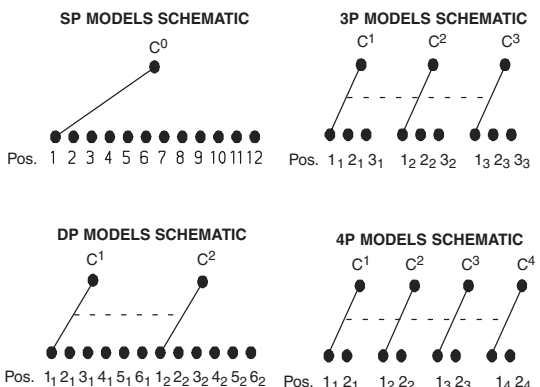 SP MODELS SCHEMATIC
C⁰
Pos. 1 2 3 4 5 6 7 8 9 10 11 12
3P MODELS SCHEMATIC
C¹ C² C³
Pos. 1₁ 2₁ 3₁ 1₂ 2₂ 3₂ 1₃ 2₃ 3₃
DP MODELS SCHEMATIC
C¹ C²
Pos. 1₁ 2₁ 3₁ 4₁ 5₁ 6₁ 1₂ 2₂ 3₂ 4₂ 5₂ 6₂
4P MODELS SCHEMATIC
C¹ C² C³ C⁴
Pos. 1₁ 2₁ 1₂ 2₂ 1₃ 2₃ 1₄ 2₄